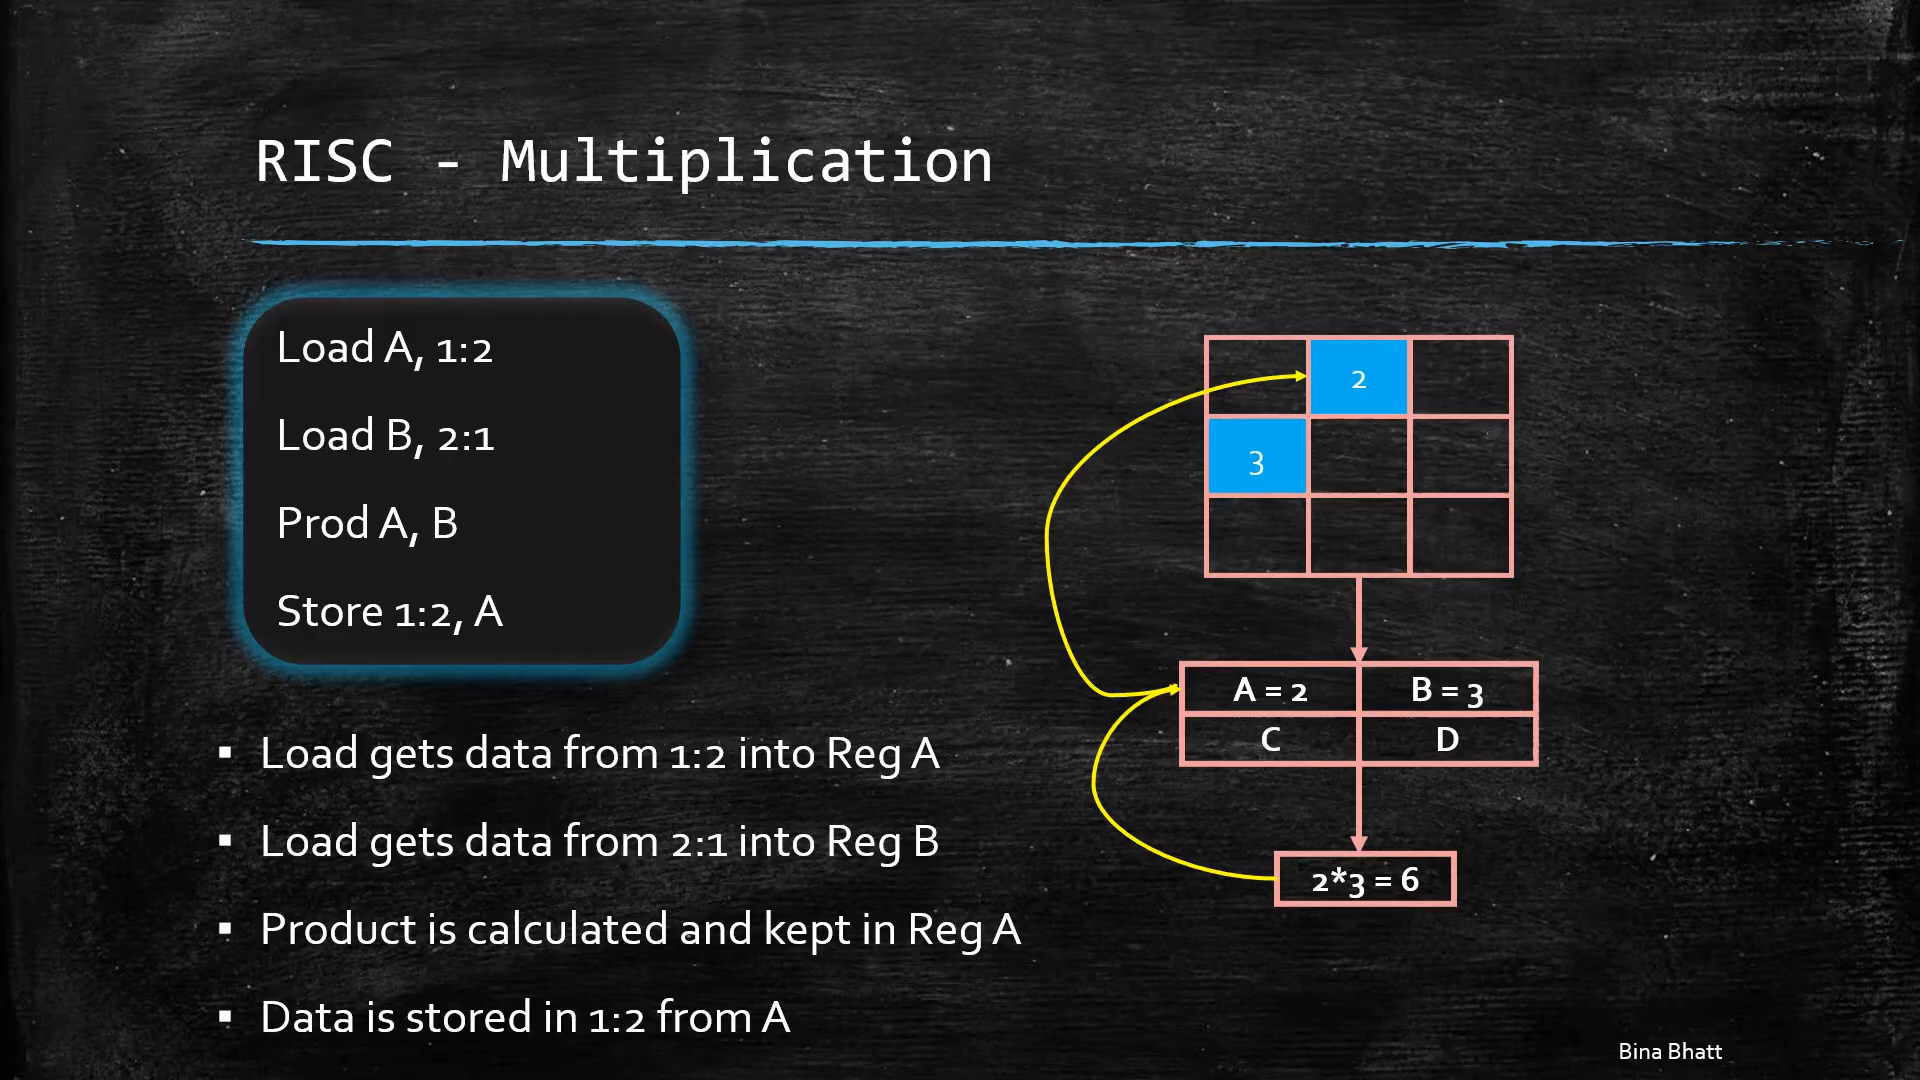 RISC - Multiplication
Load A, 1:2
Load B, 2:1
Prod A, B
Store 1:2, A
Load gets data from 1:2 into Reg A
Load gets data from 2:1 into Reg B
Product is calculated and kept in Reg A
Data is stored in 1:2 from A
2
3
A = 2 B = 3
C D
2*3 = 6
Bina Bhatt